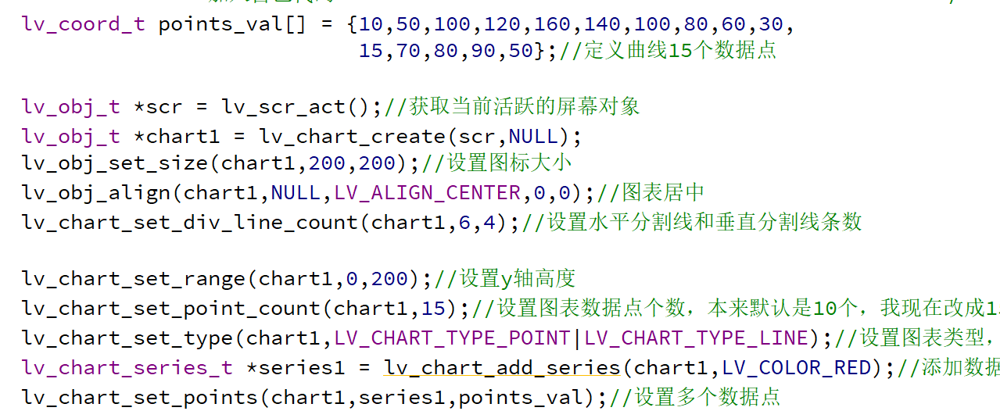 lv_coord_t points_val[] = {10,50,100,120,160,140,100,80,60,30,
15,70,80,90,50};//定义曲线15个数据点
lv_obj_t *scr = lv_scr_act();//获取当前活跃的屏幕对象
lv_obj_t *chart1 = lv_chart_create(scr,NULL);
lv_obj_set_size(chart1,200,200);//设置图标大小
lv_obj_align(chart1,NULL,LV_ALIGN_CENTER,0,0);//图表居中
lv_chart_set_div_line_count(chart1,6,4);//设置水平分割线和垂直分割线条数
lv_chart_set_range(chart1,0,200);//设置y轴高度
lv_chart_set_point_count(chart1,15);//设置图表数据点个数，本来默认是10个，我现在改成1
lv_chart_set_type(chart1,LV_CHART_TYPE_POINT|LV_CHART_TYPE_LINE);//设置图表类型，
lv_chart_series_t *series1 = lv_chart_add_series(chart1,LV_COLOR_RED);//添加数据
lv_chart_set_points(chart1,series1,points_val);//设置多个数据点